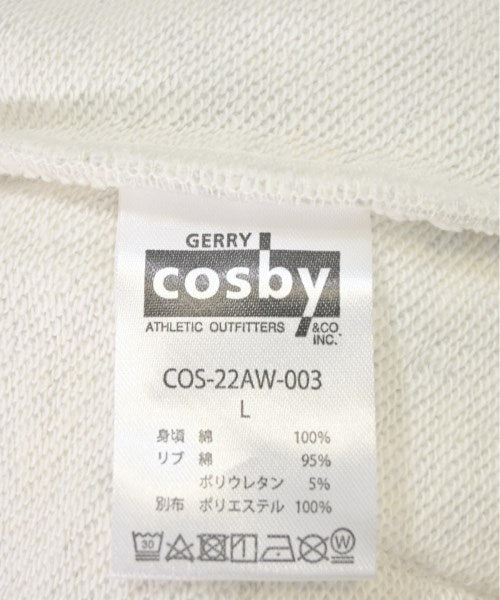 GERRY
cosby
ATHLETIC OUTFITTERS &CO. INC.™
COS-22AW-003
L
身頃 綿 100%
リブ 綿 95%
ポリウレタン 5%
別布 ポリエステル 100%
30 W